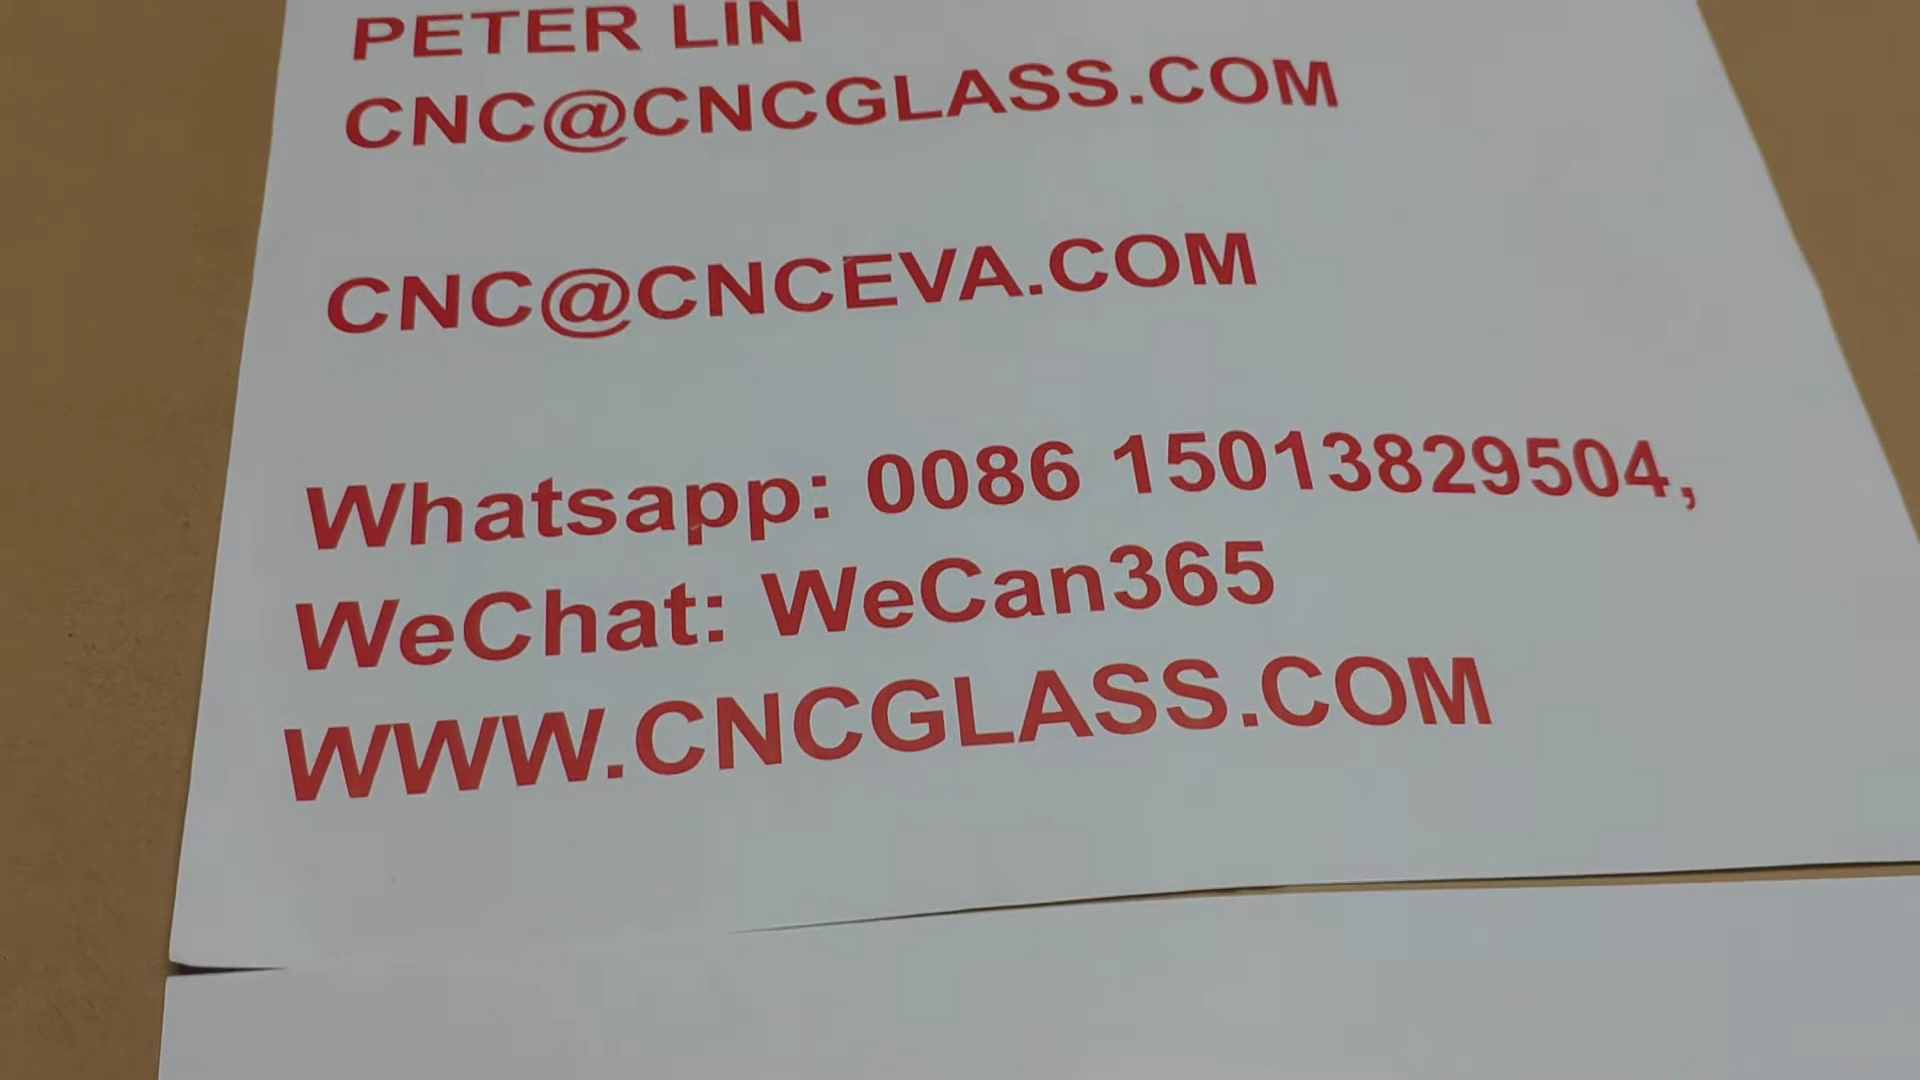 PETER LIN
CNC@CNCGLASS.COM
CNC@CNCEVA.COM
Whatsapp: 0086 15013829504,
WeChat: WeCan365
WWW.CNCGLASS.COM